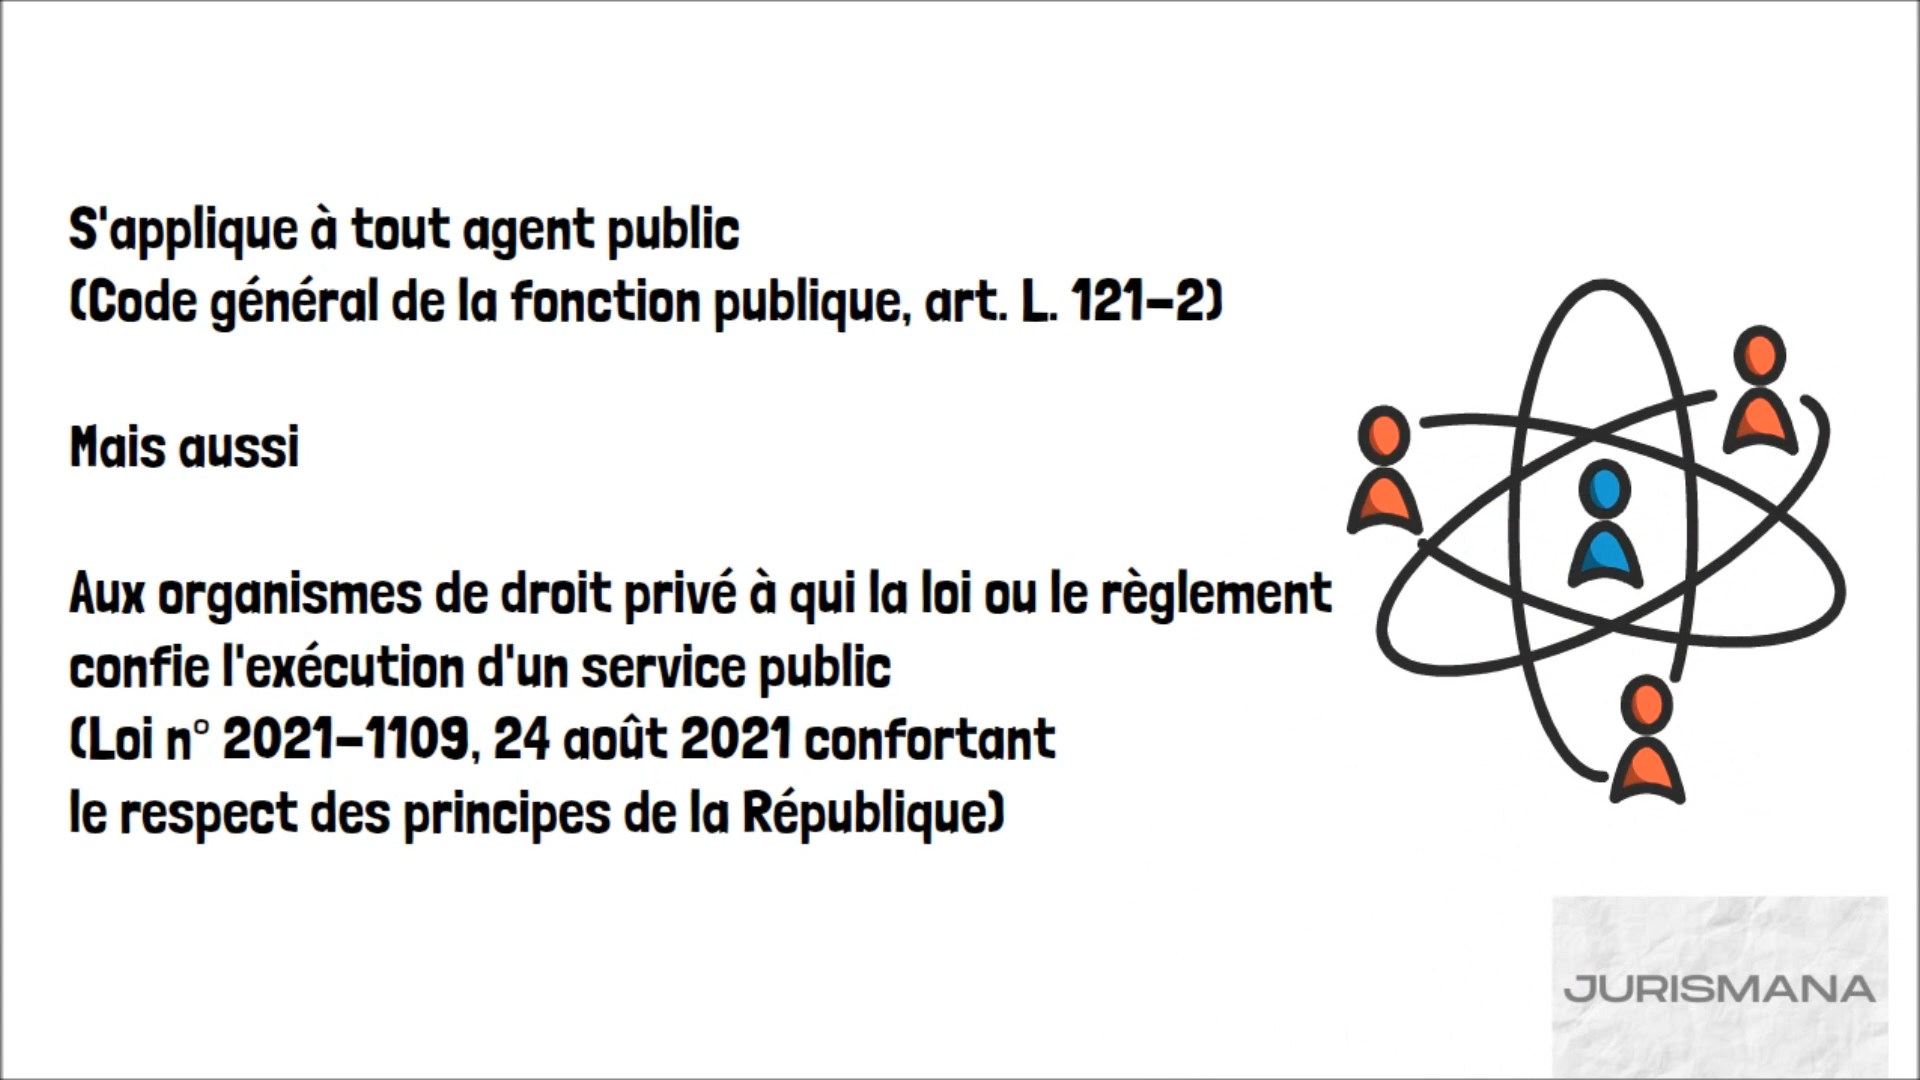 S'applique à tout agent public
(Code général de la fonction publique, art. L. 121-2)
Mais aussi
Aux organismes de droit privé à qui la loi ou le règlement
confie l'exécution d'un service public
(Loi n° 2021-1109, 24 août 2021 confortant
le respect des principes de la République)
JURISMANA